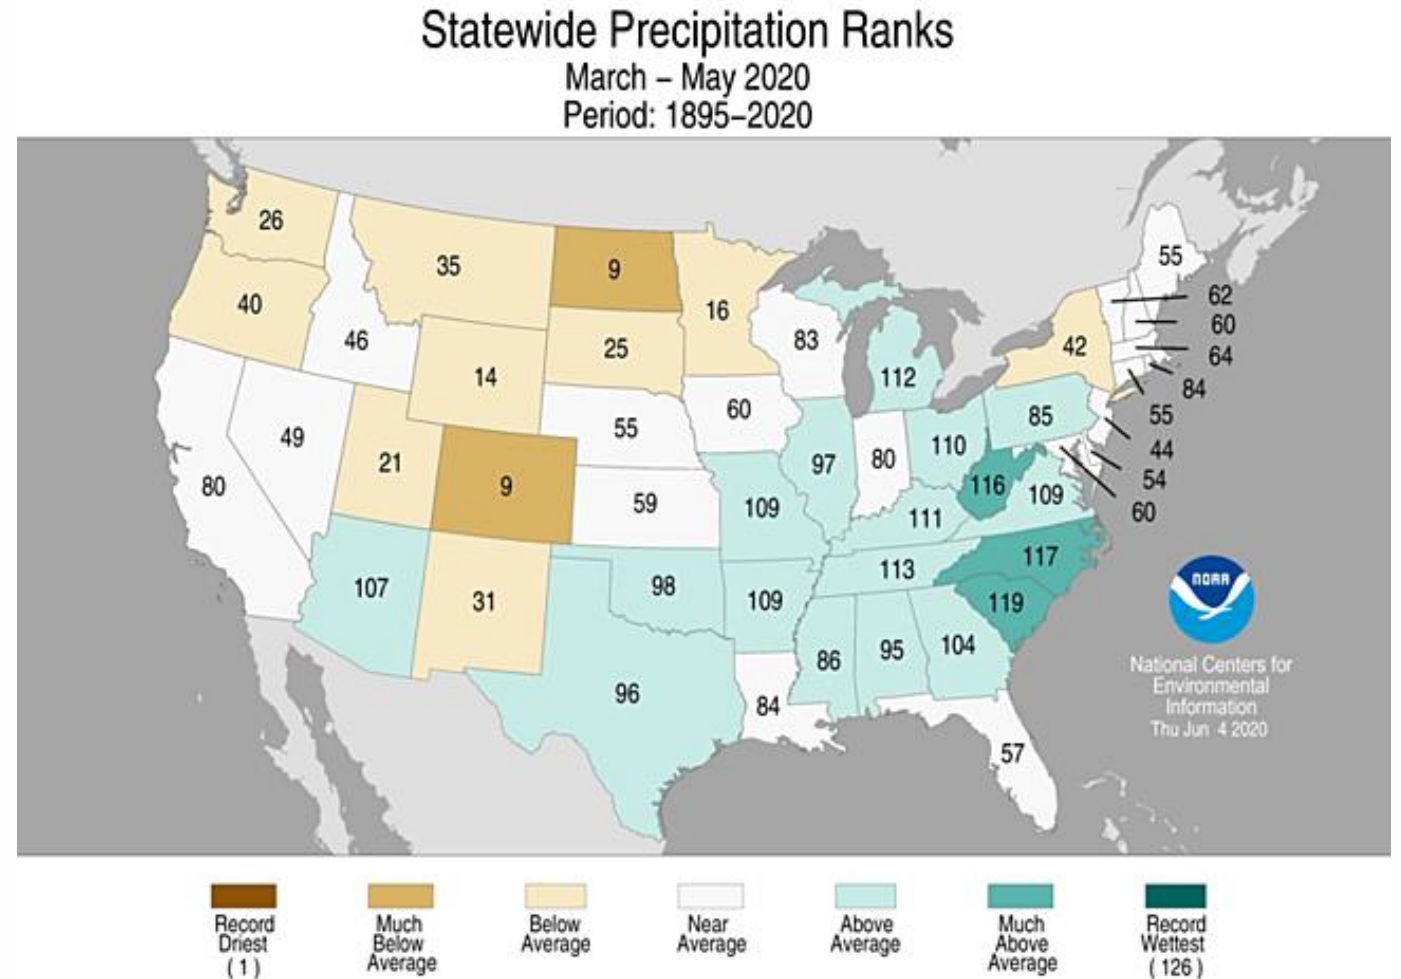 Statewide Precipitation Ranks
March – May 2020
Period: 1895–2020
26
35
9
16
55
62
60
64
84
55
44
54
60
40
46
14
25
83
112
42
60
85
80
49
21
9
55
59
97
80
110
116
109
109
111
107
31
98
109
113
117
119
96
84
86
95
104
57
NOAA
National Centers for
Environmental
Information
Thu Jun 4 2020
Record
Driest
(1)
Much
Below
Average
Below
Average
Near
Average
Above
Average
Much
Above
Average
Record
Wettest
(126)